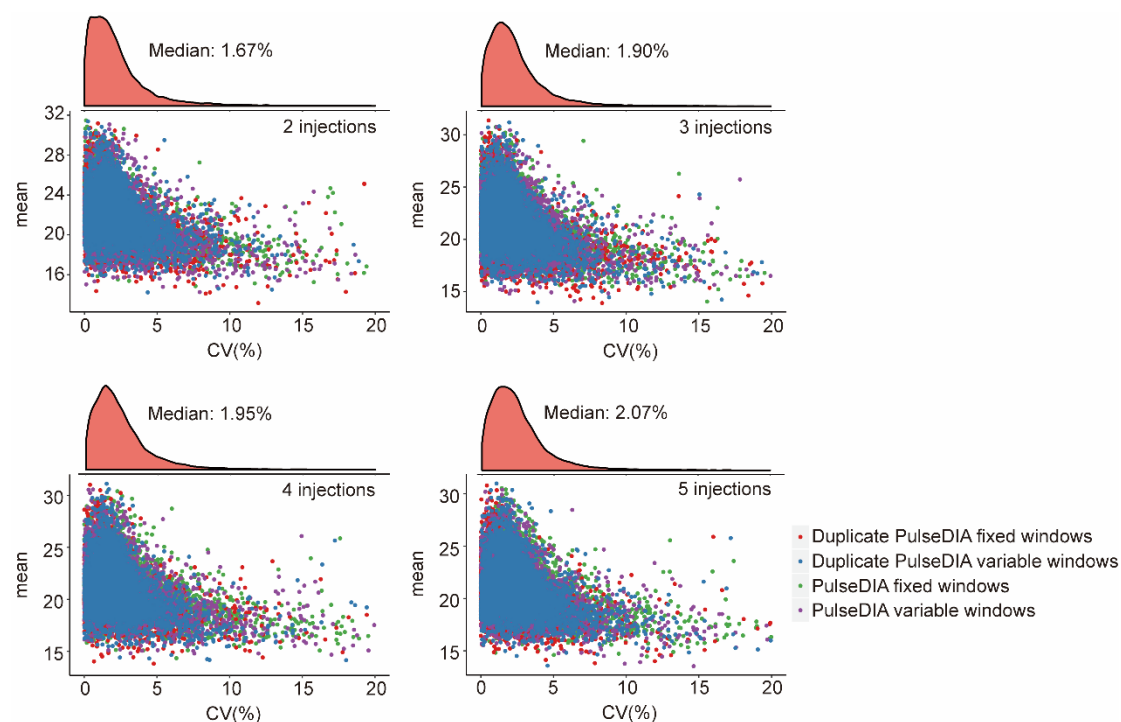 Median: 1.67%
2 injections
mean
32
28
24
20
16
0 5 10 15 20
CV(%)
Median: 1.90%
3 injections
mean
30
25
20
15
0 5 10 15 20
CV(%)
Median: 1.95%
4 injections
mean
30
25
20
15
0 5 10 15 20
CV(%)
Median: 2.07%
5 injections
mean
30
25
20
15
0 5 10 15 20
CV(%)
Duplicate PulseDIA fixed windows
Duplicate PulseDIA variable windows
PulseDIA fixed windows
PulseDIA variable windows